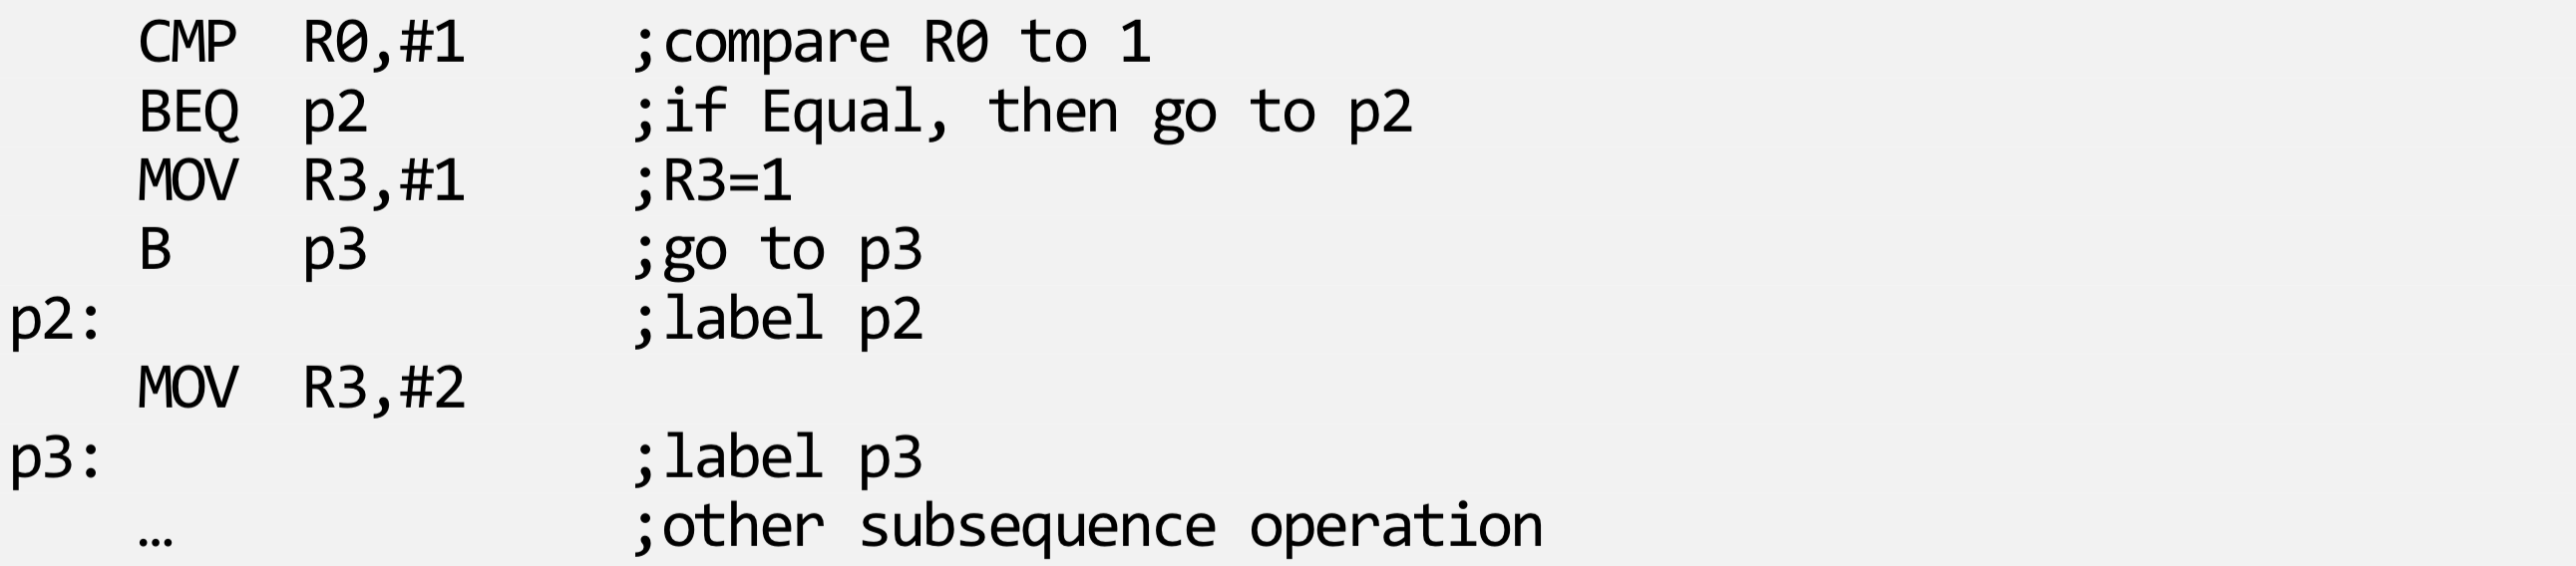 CMP R0,#1 ;compare R0 to 1
BEQ p2 ;if Equal, then go to p2
MOV R3,#1 ;R3=1
B p3 ;go to p3
p2: ;label p2
MOV R3,#2
p3: ;label p3
… ;other subsequence operation